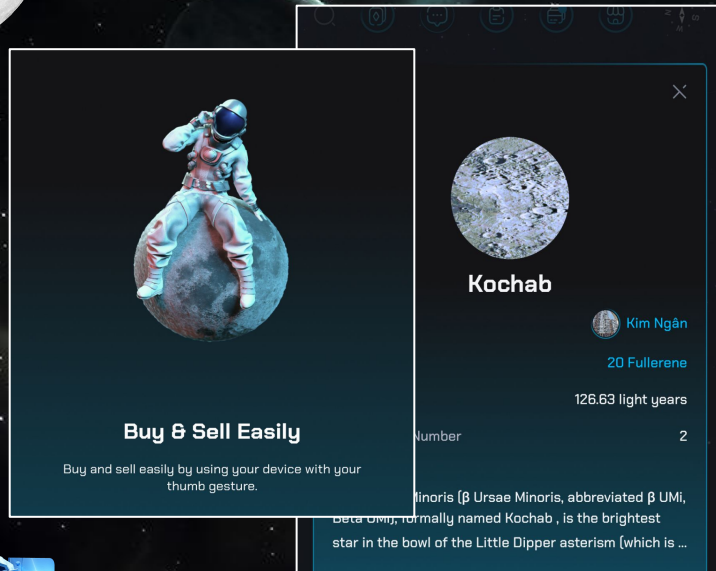 Buy & Sell Easily
Buy and sell easily by using your device with your
thumb gesture.
Kochab
Kim Ngân
20 Fullerene
126.63 light years
Number 2
Minoris (β Ursae Minoris, abbreviated β UMi,
Beta UMi), formally named Kochab , is the brightest
star in the bowl of the Little Dipper asterism (which is ...